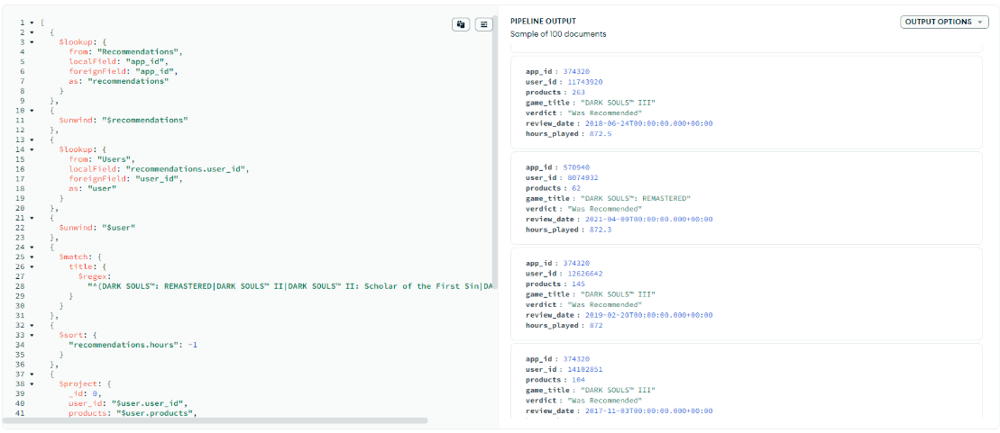 1 [
2 {
3 $lookup: {
4 from: "Recommendations",
5 localField: "app_id",
6 foreignField: "app_id",
7 as: "recommendations"
8 }
9 },
10 {
11 $unwind: "$recommendations"
12 },
13 {
14 $lookup: {
15 from: "Users",
16 localField: "recommendations.user_id",
17 foreignField: "user_id",
18 as: "user"
19 }
20 },
21 {
22 $unwind: "$user"
23 },
24 {
25 $match: {
26 title: {
27 $regex:
28 "^(DARK SOULS™: REMASTERED|DARK SOULS™ II|DARK SOULS™ II: Scholar of the First Sin|DA
29 }
30 }
31 },
32 {
33 $sort: {
34 "recommendations.hours": -1
35 }
36 },
37 {
38 $project: {
39 _id: 0,
40 user_id: "$user.user_id",
41 products: "$user.products",
PIPELINE OUTPUT
OUTPUT OPTIONS
Sample of 100 documents
app_id: 374320
user_id: 11743920
products: 263
game_title: "DARK SOULS™ III"
verdict: "Was Recommended"
review_date: 2018-06-24T00:00:00.000+00:00
hours_played: 872.5
app_id: 570940
user_id: 8074932
products: 62
game_title: "DARK SOULS™: REMASTERED"
verdict: "Was Recommended"
review_date: 2021-04-09T00:00:00.000+00:00
hours_played: 872.3
app_id: 374320
user_id: 12626642
products: 145
game_title: "DARK SOULS™ III"
verdict: "Was Recommended"
review_date: 2019-02-20T00:00:00.000+00:00
hours_played: 872
app_id: 374320
user_id: 14102851
products: 104
game_title: "DARK SOULS™ III"
verdict: "Was Recommended"
review_date: 2017-11-03T00:00:00.000+00:00